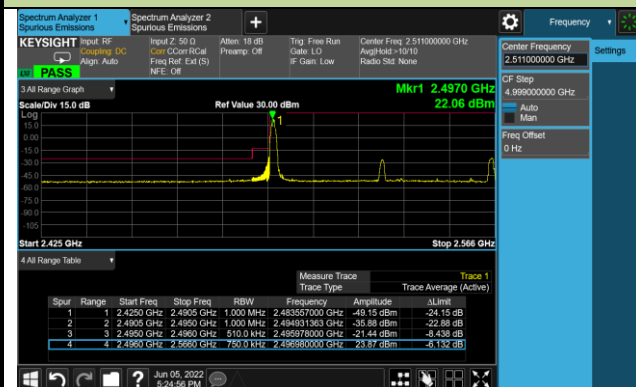 Spectrum Analyzer 1
Spurious Emissions
Spectrum Analyzer 2
Spurious Emissions
+
Frequency
KEYSIGHT
Input: RF
Coupling: DC
Align: Auto
Input Z: 50 Ω
Corr CCorr RCal
Freq Ref: Ext (S)
NFE: Off
Atten: 18 dB
Preamp: Off
Trig: Free Run
Gate: LO
IF Gain: Low
Center Freq: 2.511000000 GHz
Avg|Hold:>10/10
Radio Std: None
PASS
Center Frequency
2.511000000 GHz
Settings
CF Step
4.999000000 GHz
Auto
Man
Freq Offset
0 Hz
3 All Range Graph
Mkr1 2.4970 GHz
Scale/Div 15.0 dB
Ref Value 30.00 dBm
22.06 dBm
Log
15.0
0.00
-15.0
-30.0
-45.0
-60.0
-75.0
-90.0
-105
1
Start 2.425 GHz
Stop 2.566 GHz
4 All Range Table
Measure Trace Trace 1
Trace Type Trace Average (Active)
Spur Range Start Freq Stop Freq RBW Frequency Amplitude ΔLimit
1 1 2.4250 GHz 2.4905 GHz 1.000 MHz 2.483557000 GHz -49.15 dBm -24.15 dB
2 2 2.4905 GHz 2.4950 GHz 1.000 MHz 2.494931363 GHz -35.88 dBm -22.88 dB
3 3 2.4950 GHz 2.4960 GHz 510.0 kHz 2.495978000 GHz -21.44 dBm -8.438 dB
4 4 2.4960 GHz 2.5660 GHz 750.0 kHz 2.496980000 GHz 23.87 dBm -6.132 dB
?
Jun 05, 2022
5:24:56 PM